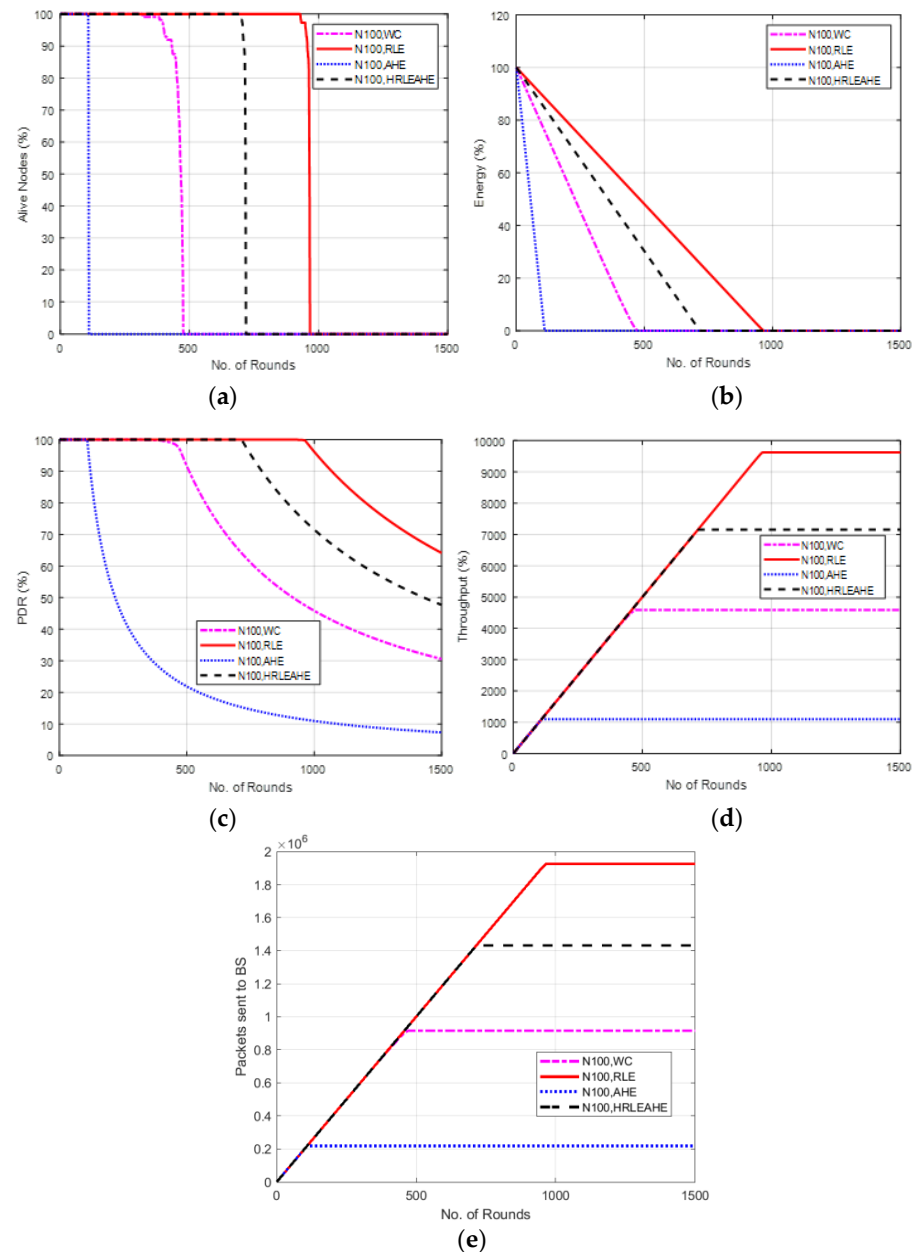 100
90
80
70
60
50
40
30
20
10
0
Alive Nodes (%)
N100,WC
N100,RLE
N100,AHE
N100,HRLEAHE
0
500
1000
1500
No. of Rounds
(a)
120
100
80
60
40
20
0
Energy (%)
N100,WC
N100,RLE
N100,AHE
N100,HRLEAHE
0
500
1000
1500
No. of Rounds
(b)
100
90
80
70
60
50
40
30
20
10
0
PDR (%)
N100,WC
N100,RLE
N100,AHE
N100,HRLEAHE
0
500
1000
1500
No. of Rounds
(c)
10000
9000
8000
7000
6000
5000
4000
3000
2000
1000
0
Throughput (%)
N100,WC
N100,RLE
N100,AHE
N100,HRLEAHE
0
500
1000
1500
No of Rounds
(d)
×10⁶
2
1.8
1.6
1.4
1.2
1
0.8
0.6
0.4
0.2
0
Packets sent to BS
N100,WC
N100,RLE
N100,AHE
N100,HRLEAHE
0
500
1000
1500
No. of Rounds
(e)